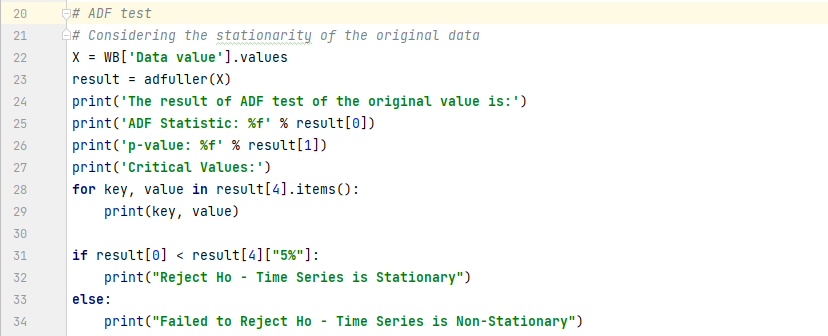 20 # ADF test
21 # Considering the stationarity of the original data
22 X = WB['Data value'].values
23 result = adfuller(X)
24 print('The result of ADF test of the original value is:')
25 print('ADF Statistic: %f' % result[0])
26 print('p-value: %f' % result[1])
27 print('Critical Values:')
28 for key, value in result[4].items():
29     print(key, value)
30
31 if result[0] < result[4]["5%"]:
32     print("Reject Ho - Time Series is Stationary")
33 else:
34     print("Failed to Reject Ho - Time Series is Non-Stationary")